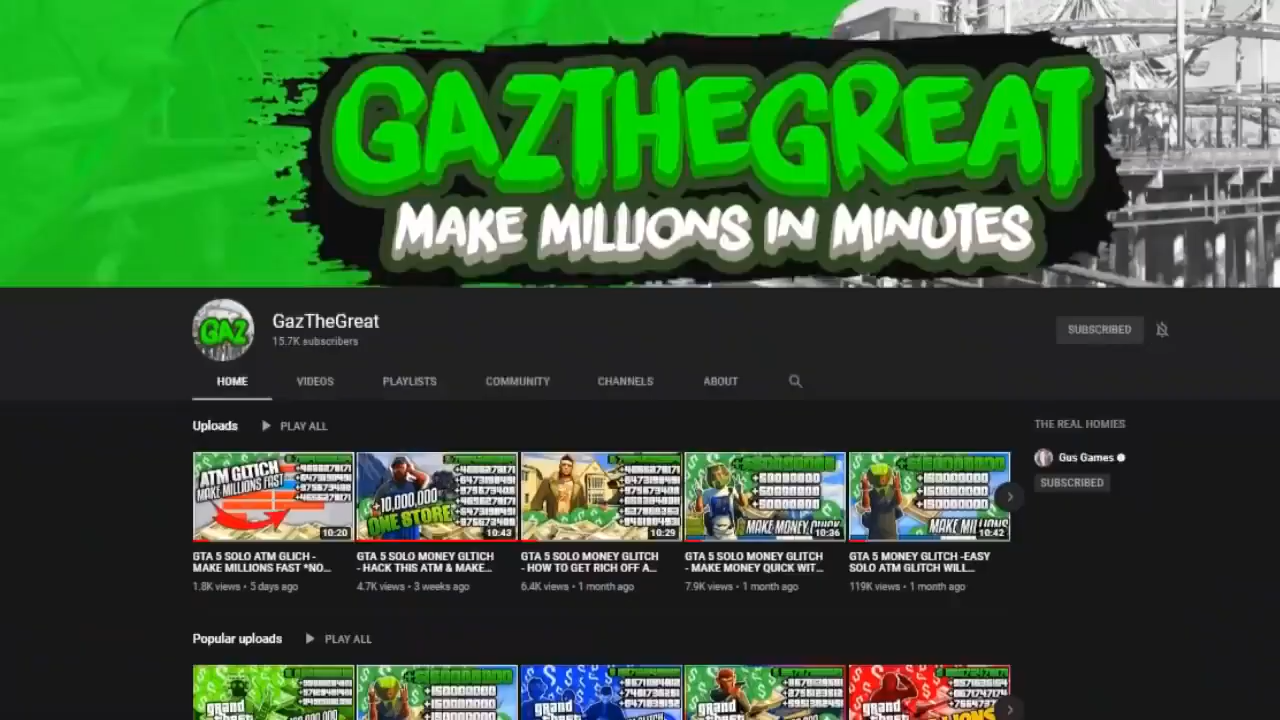 GAZTHEGREAT
MAKE MILLIONS IN MINUTES
GAZ
GazTheGreat
15.7K subscribers
SUBSCRIBED
HOME
VIDEOS
PLAYLISTS
COMMUNITY
CHANNELS
ABOUT
Uploads
PLAY ALL
THE REAL HOMIES
Gus Games
SUBSCRIBED
ATM GLITCH
MAKE MILLIONS FAST
10:20
+10,000,000
ONE STORE
10:43
10:29
MAKE MONEY QUICK
10:36
MAKE MILLIONS
10:42
GTA 5 SOLO ATM GLICH -
MAKE MILLIONS FAST *NO...
1.8K views • 5 days ago
GTA 5 SOLO MONEY GLITCH
- HACK THIS ATM & MAKE...
4.7K views • 3 weeks ago
GTA 5 SOLO MONEY GLITCH
- HOW TO GET RICH OFF A...
6.4K views • 1 month ago
GTA 5 SOLO MONEY GLITCH
- MAKE MONEY QUICK WIT...
7.9K views • 1 month ago
GTA 5 MONEY GLITCH -EASY
SOLO ATM GLITCH WILL...
119K views • 1 month ago
Popular uploads
PLAY ALL
grand
grand
grand
grand
grand